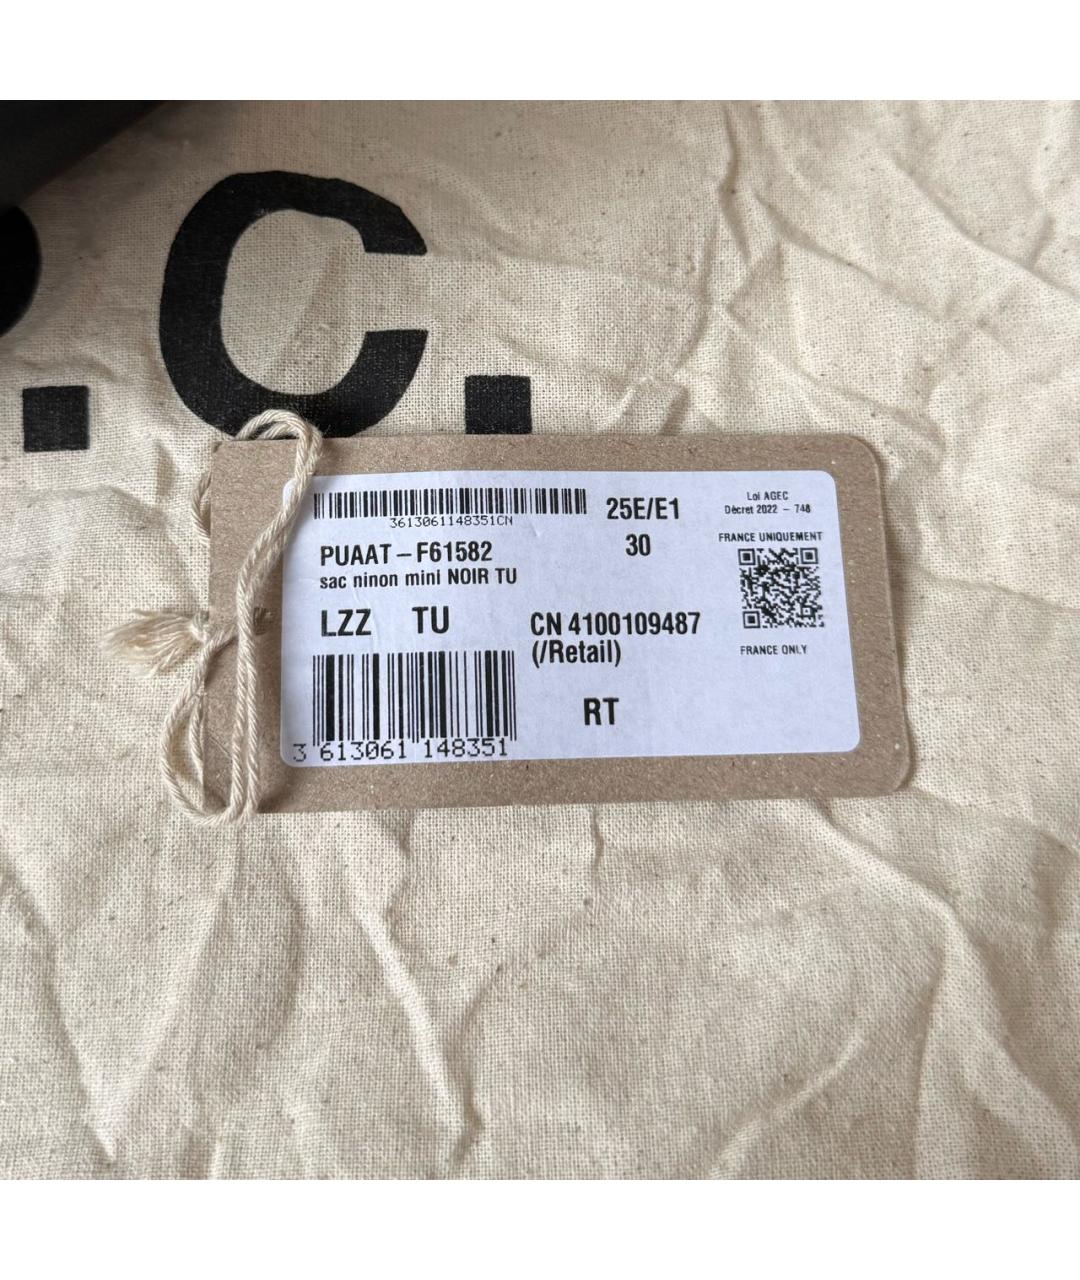 .C.
3613061148351CN
25E/E1
30
PUAAT – F61582
sac ninon mini NOIR TU
LZZ TU
CN 4100109487
(/Retail)
RT
3 613061 148351
Loi AGEC
Décret 2022 – 748
FRANCE UNIQUEMENT
FRANCE ONLY